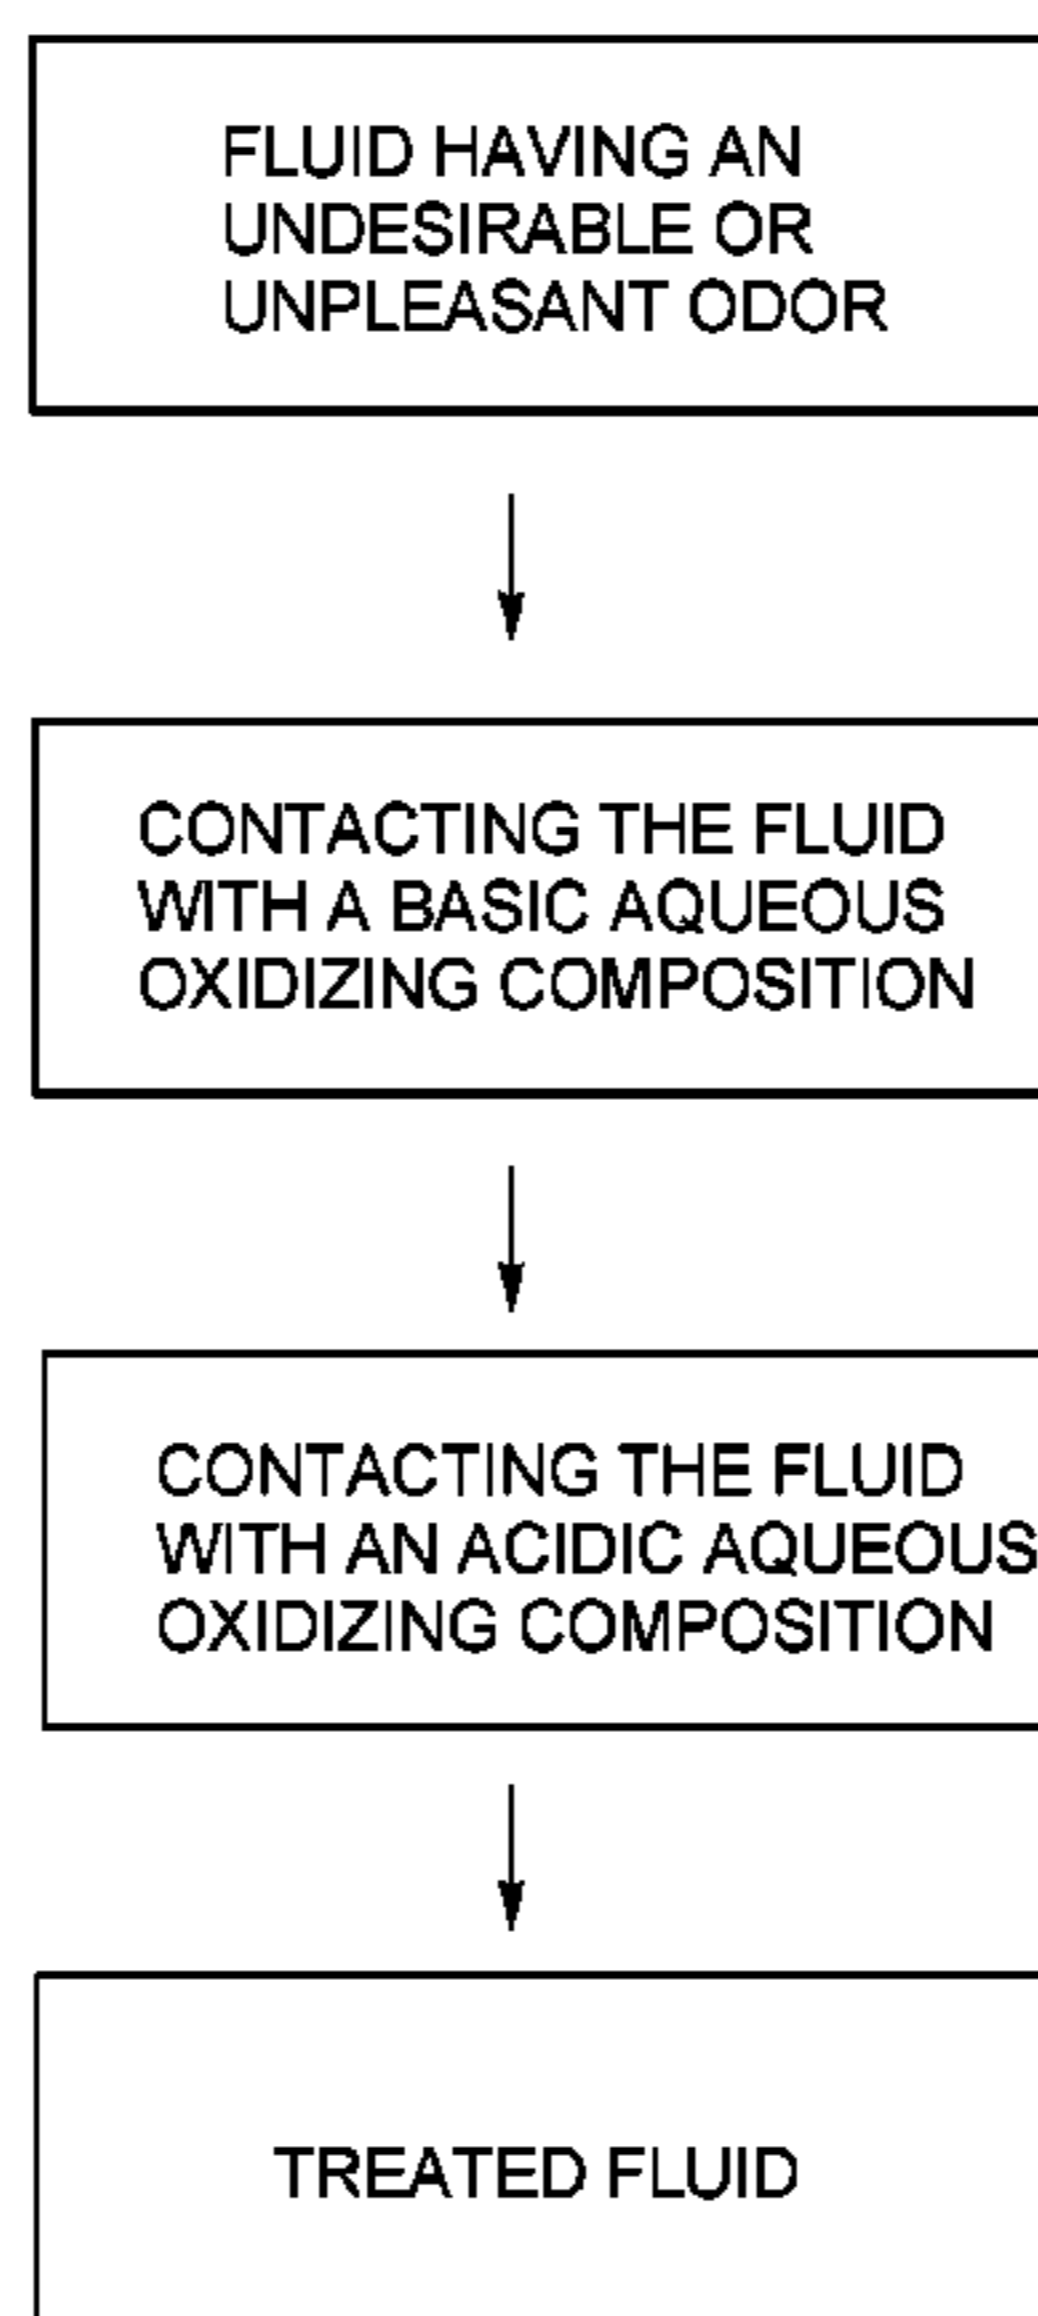 FLUID HAVING AN
UNDESIRABLE OR
UNPLEASANT ODOR
CONTACTING THE FLUID
WITH A BASIC AQUEOUS
OXIDIZING COMPOSITION
CONTACTING THE FLUID
WITH AN ACIDIC AQUEOUS
OXIDIZING COMPOSITION
TREATED FLUID